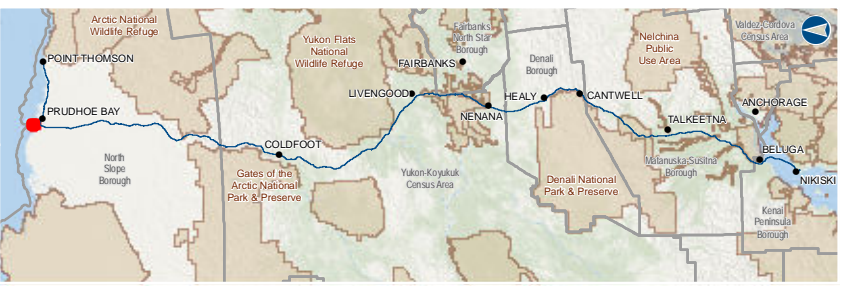 Arctic National
Wildlife Refuge
POINT THOMSON
PRUDHOE BAY
North
Slope
Borough
COLDFOOT
Gates of the
Arctic National
Park & Preserve
Yukon Flats
National
Wildlife Refuge
LIVENGOOD
FAIRBANKS
Fairbanks
North Star
Borough
NENANA
Yukon-Koyukuk
Census Area
Denali
Borough
HEALY
CANTWELL
Denali National
Park & Preserve
Nelchina
Public
Use Area
TALKEETNA
Matanuska-Susitna
Borough
Valdez-Cordova
Census Area
ANCHORAGE
BELUGA
NIKISKI
Kenai
Peninsula
Borough